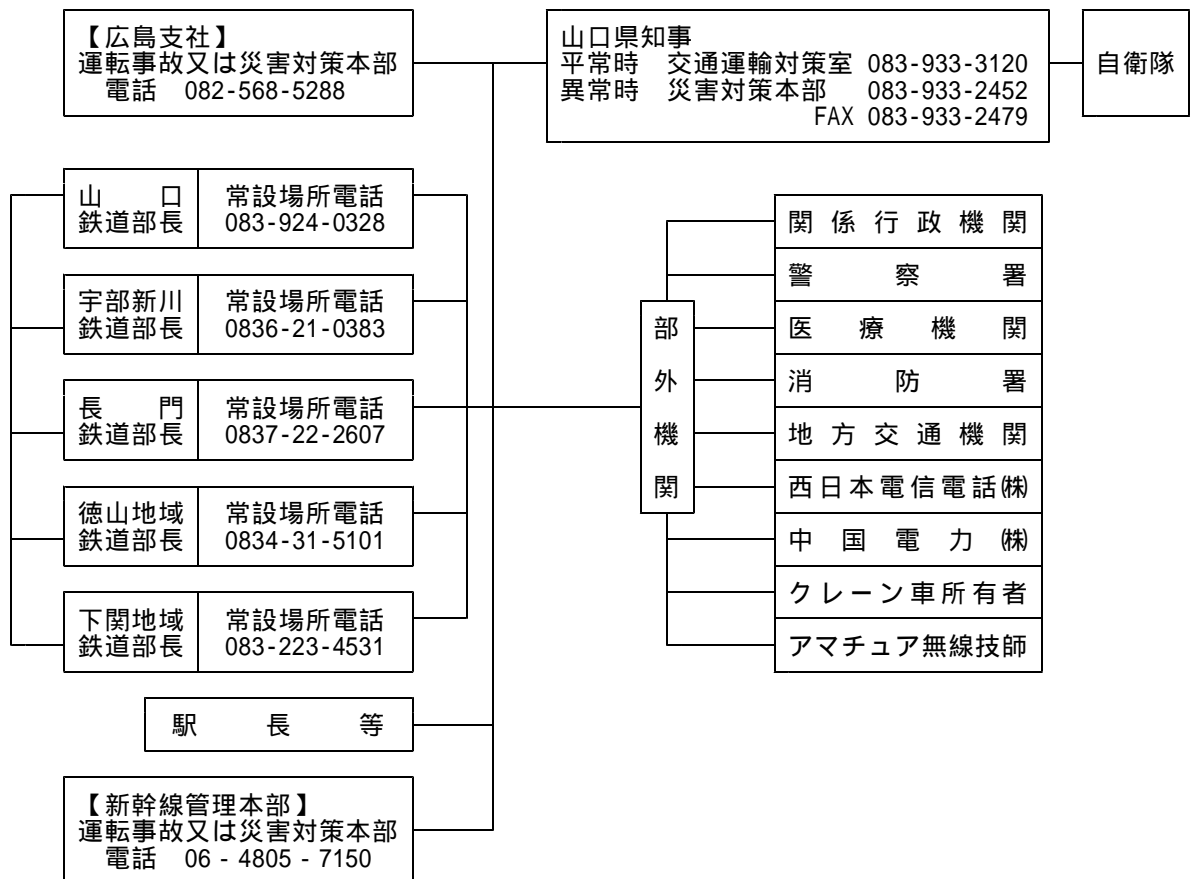 【広島支社】
運転事故又は災害対策本部
電話 082-568-5288
山口県知事
平常時 交通運輸対策室 083-933-3120
異常時 災害対策本部 083-933-2452
FAX 083-933-2479
自衛隊
山口
鉄道部長
常設場所電話
083-924-0328
宇部新川
鉄道部長
常設場所電話
0836-21-0383
長門
鉄道部長
常設場所電話
0837-22-2607
徳山地域
鉄道部長
常設場所電話
0834-31-5101
下関地域
鉄道部長
常設場所電話
083-223-4531
駅長等
【新幹線管理本部】
運転事故又は災害対策本部
電話 06 - 4805 - 7150
部外機関
関係行政機関
警察署
医療機関
消防署
地方交通機関
西日本電信電話㈱
中国電力㈱
クレーン車所有者
アマチュア無線技師